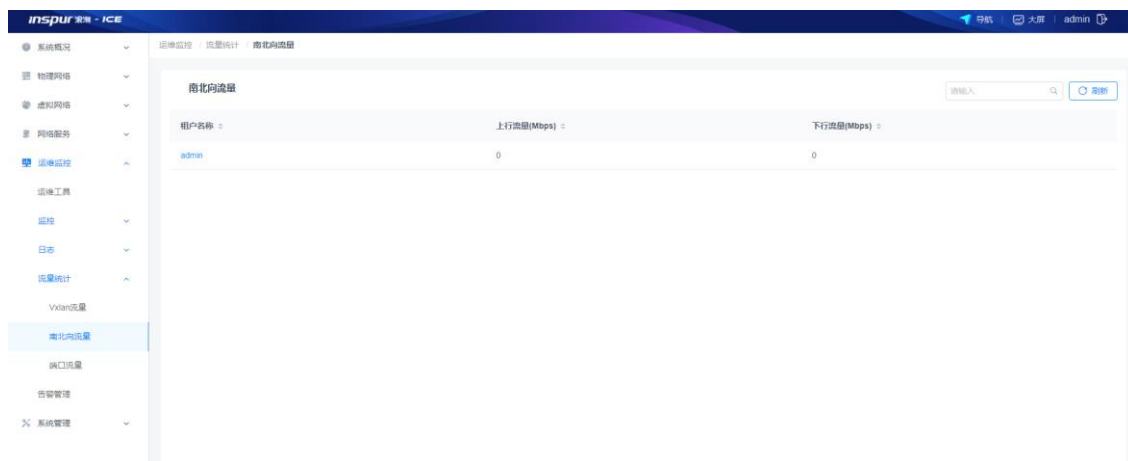 inspur 浪潮 - ICE
导航
大屏
admin
系统概况
物理网络
虚拟网络
网络服务
运维监控
运维工具
监控
日志
流量统计
Vxlan流量
南北向流量
端口流量
告警管理
系统管理
运维监控 / 流量统计 / 南北向流量
南北向流量
请输入
刷新
租户名称 上行流量(Mbps) 下行流量(Mbps)
admin 0 0